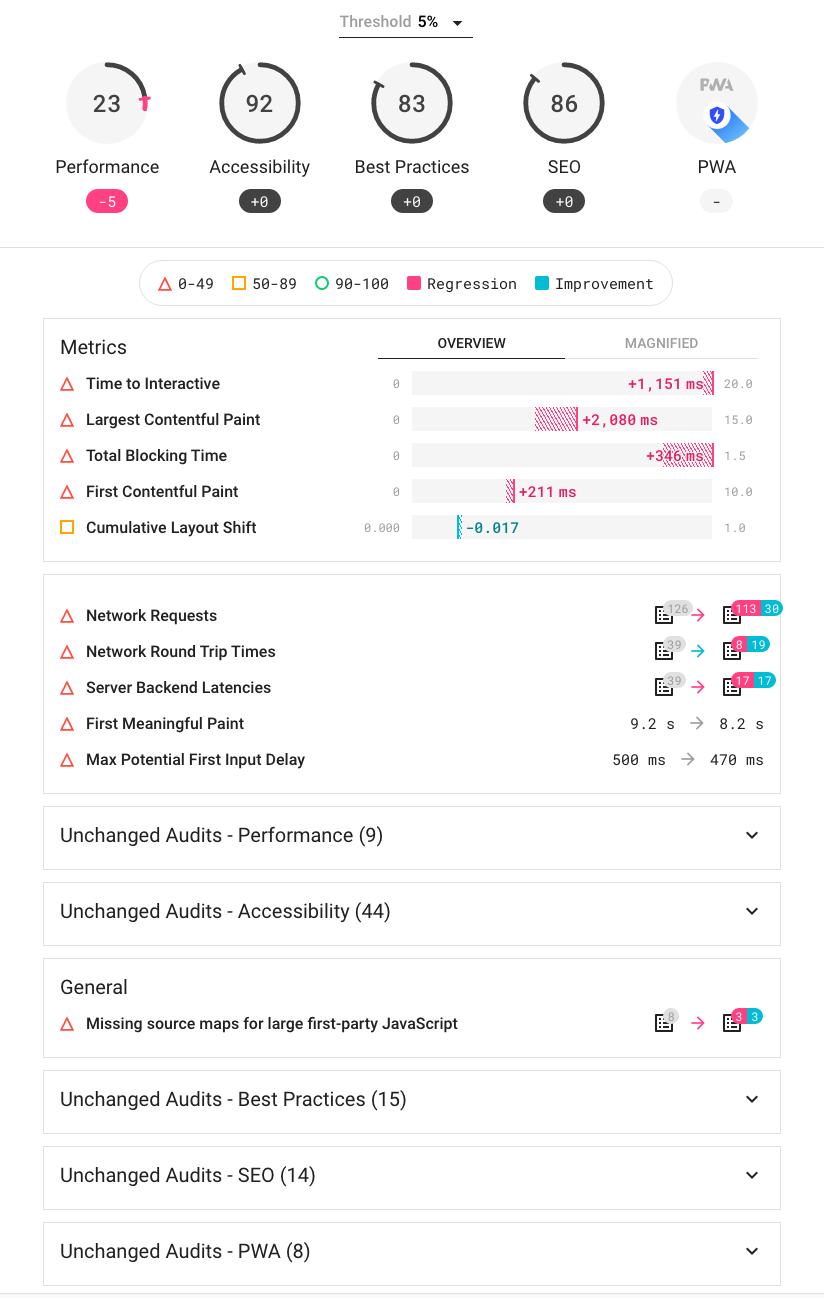 Threshold 5%
23 92 83 86 PWA
Performance Accessibility Best Practices SEO PWA
-5 +0 +0 +0 -
0-49 50-89 90-100 Regression Improvement
Metrics OVERVIEW MAGNIFIED
Time to Interactive 0 +1,151 ms 20.0
Largest Contentful Paint 0 +2,080 ms 15.0
Total Blocking Time 0 +346 ms 1.5
First Contentful Paint 0 +211 ms 10.0
Cumulative Layout Shift 0.000 -0.017 1.0
Network Requests 126 113 30
Network Round Trip Times 39 8 19
Server Backend Latencies 39 17 17
First Meaningful Paint 9.2 s → 8.2 s
Max Potential First Input Delay 500 ms → 470 ms
Unchanged Audits - Performance (9)
Unchanged Audits - Accessibility (44)
General
Missing source maps for large first-party JavaScript 8 3 3
Unchanged Audits - Best Practices (15)
Unchanged Audits - SEO (14)
Unchanged Audits - PWA (8)